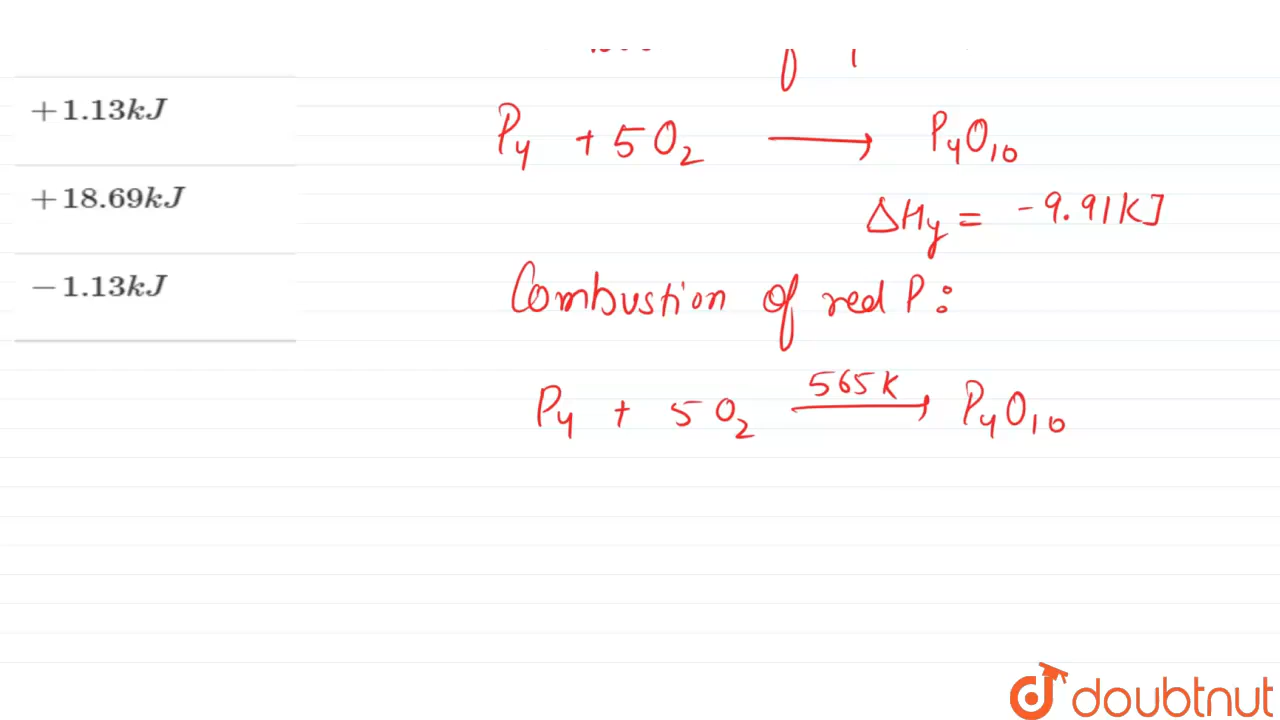 +1.13kJ
P4 + 5O2 ⟶ P4O10
+18.69kJ
ΔHy = -9.91KJ
-1.13kJ
Combustion of red P:
P4 + 5O2 565K⟶ P4O10
doubtnut